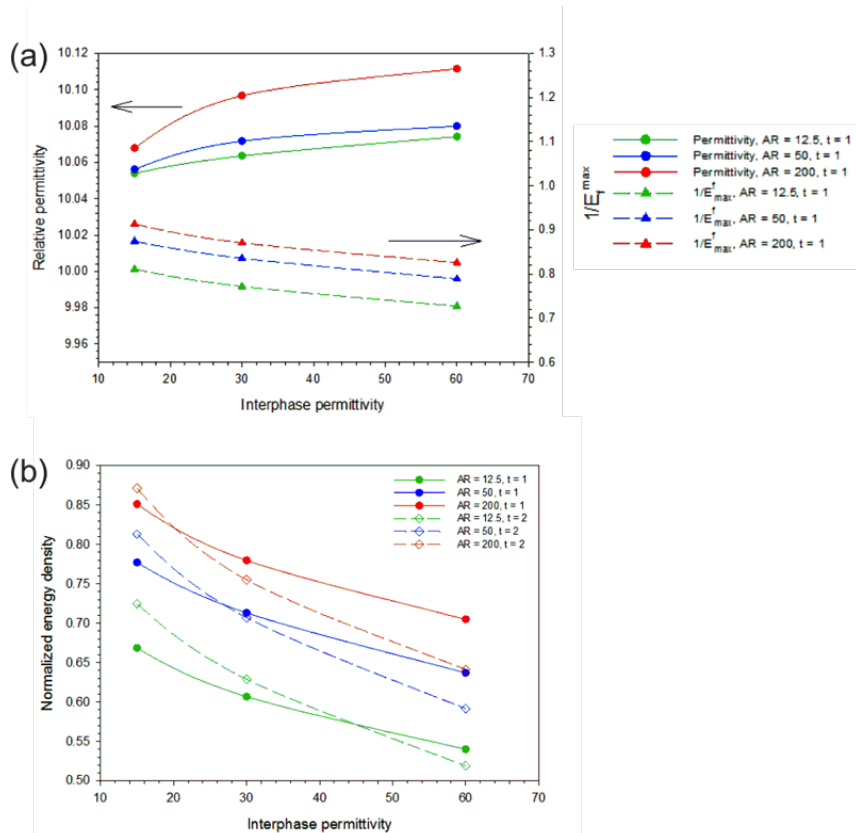 (a)
10.12
10.10
10.08
10.06
10.04
10.02
10.00
9.98
9.96
Relative permittivity
1.3
1.2
1.1
1.0
0.9
0.8
0.7
0.6
1/E_f^max
10 20 30 40 50 60 70
Interphase permittivity
Permittivity, AR = 12.5, t = 1
Permittivity, AR = 50, t = 1
Permittivity, AR = 200, t = 1
1/E^f_max, AR = 12.5, t = 1
1/E^f_max, AR = 50, t = 1
1/E^f_max, AR = 200, t = 1
(b)
0.90
0.85
0.80
0.75
0.70
0.65
0.60
0.55
0.50
Normalized energy density
AR = 12.5, t = 1
AR = 50, t = 1
AR = 200, t = 1
AR = 12.5, t = 2
AR = 50, t = 2
AR = 200, t = 2
10 20 30 40 50 60 70
Interphase permittivity